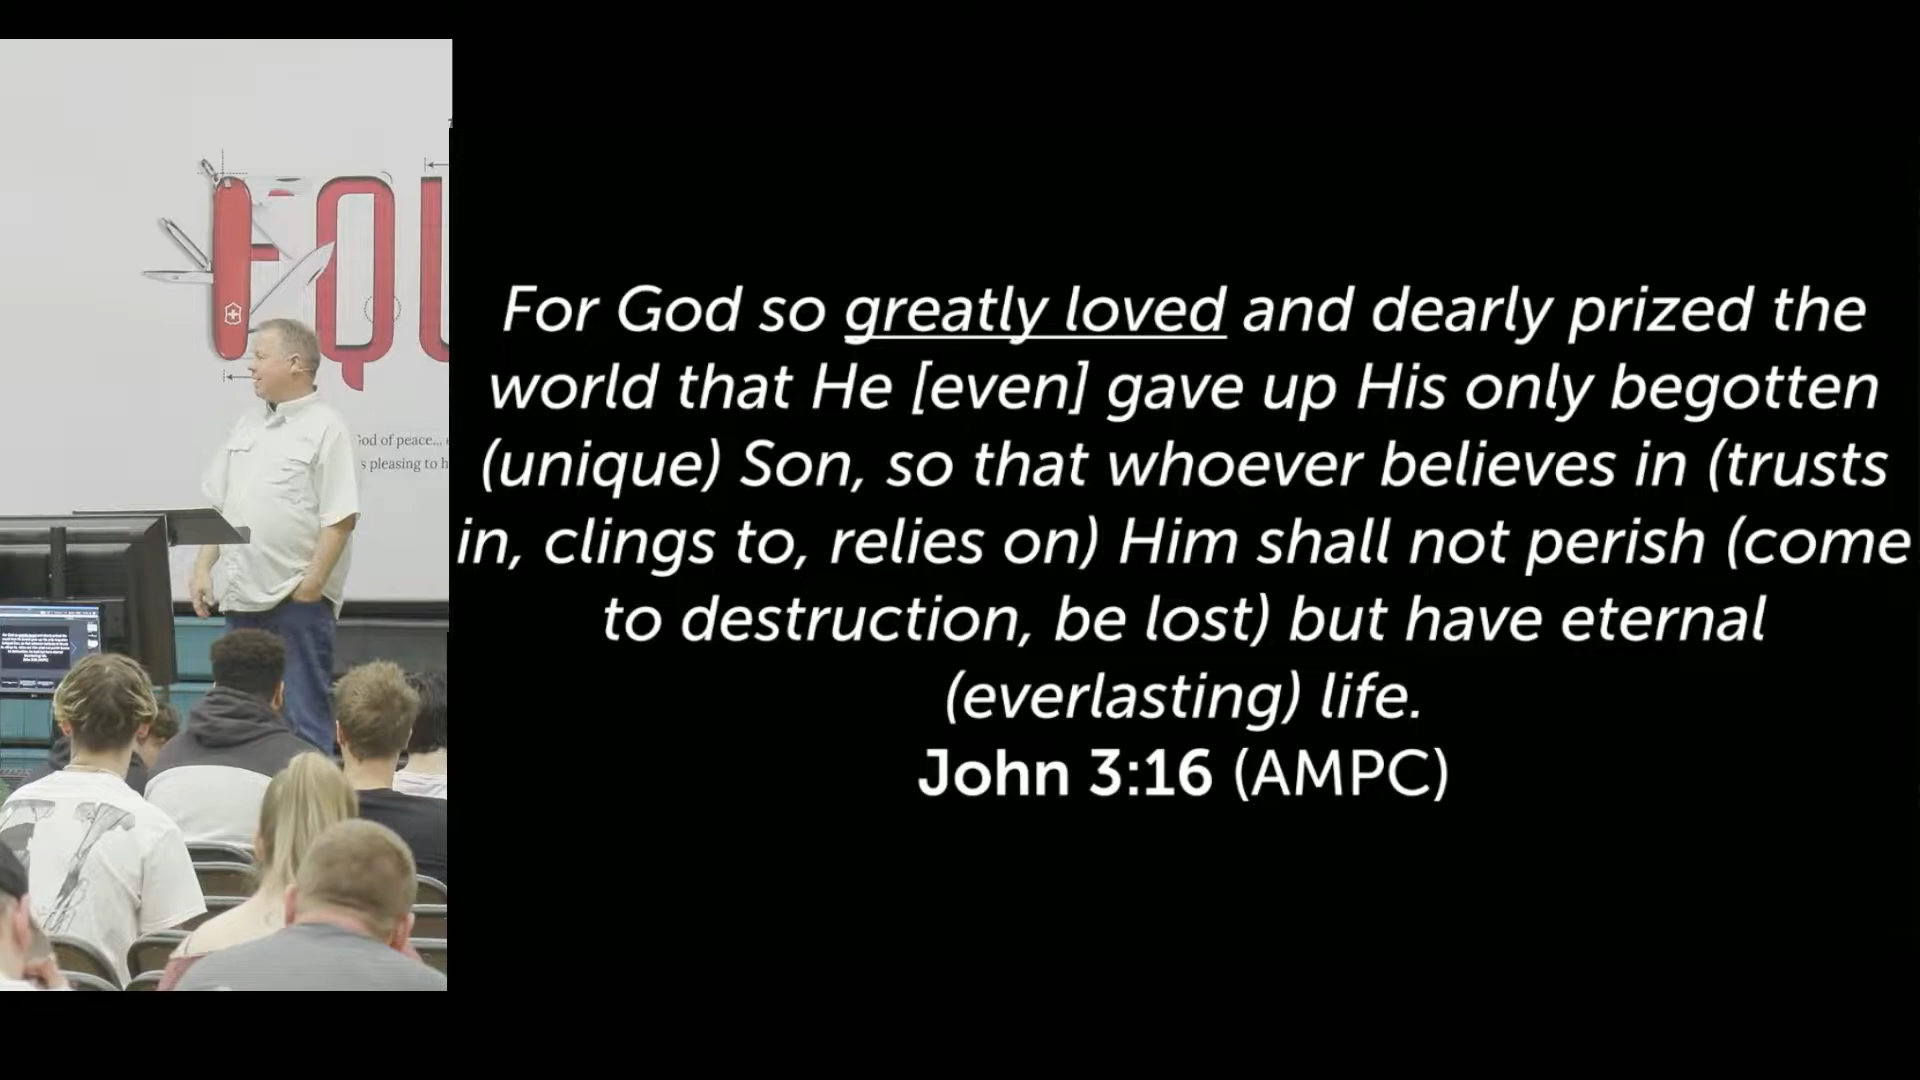 EQU
God of peace...
s pleasing to h
For God so greatly loved and dearly prized the
world that He [even] gave up His only begotten
(unique) Son, so that whoever believes in (trusts
in, clings to, relies on) Him shall not perish (come
to destruction, be lost) but have eternal
(everlasting) life.
John 3:16 (AMPC)